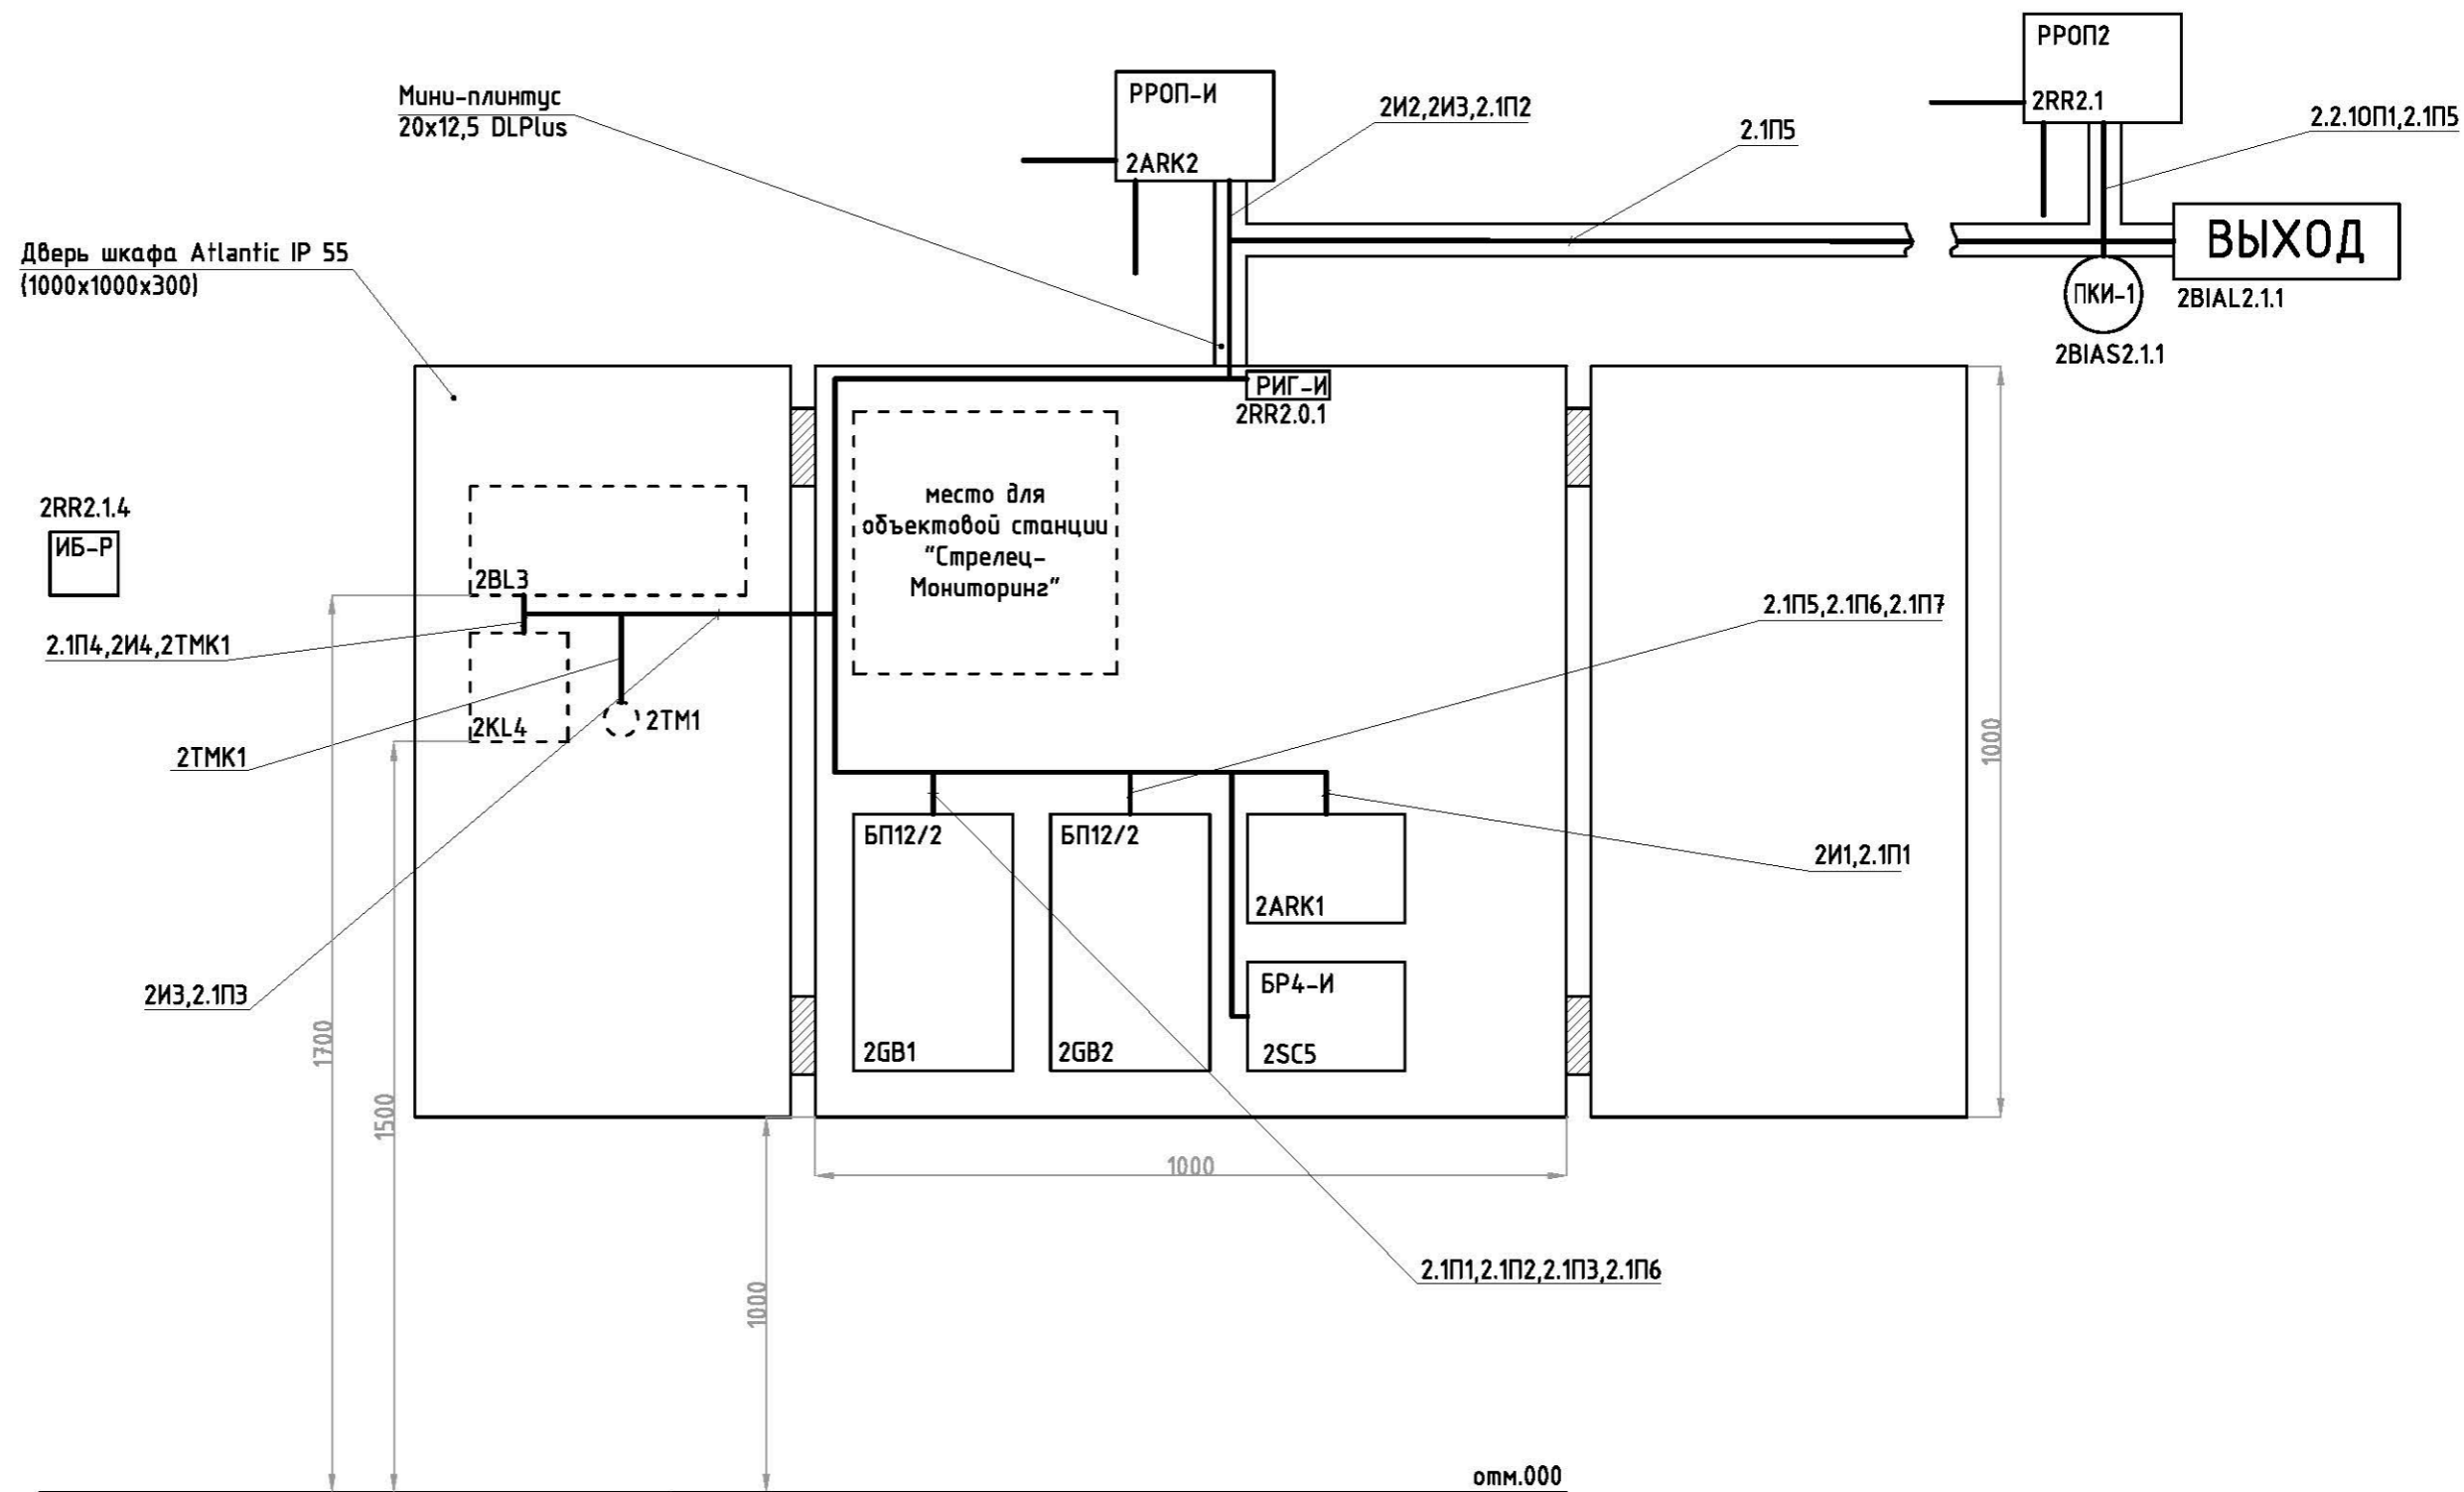 РРОП2
2RR2.1
РРОП-И
2ARK2
Мини-плинтус
20х12,5 DLPlus
2И2,2И3,2.1П2
2.1П5
2.2.1ОП1,2.1П5
ВЫХОД
2BIAL2.1.1
ПКИ-1
2BIAS2.1.1
Дверь шкафа Atlantic IP 55
(1000х1000х300)
РИГ-И
2RR2.0.1
место для
объектовой станции
"Стрелец-
Мониторинг"
2RR2.1.4
ИБ-Р
2BL3
2.1П4,2И4,2ТМК1
2KL4
2ТМ1
2ТМК1
2.1П5,2.1П6,2.1П7
1000
БП12/2
2GB1
БП12/2
2GB2
2ARK1
2И1,2.1П1
БР4-И
2SC5
2И3,2.1П3
1700
1500
1000
1000
2.1П1,2.1П2,2.1П3,2.1П6
отм.000